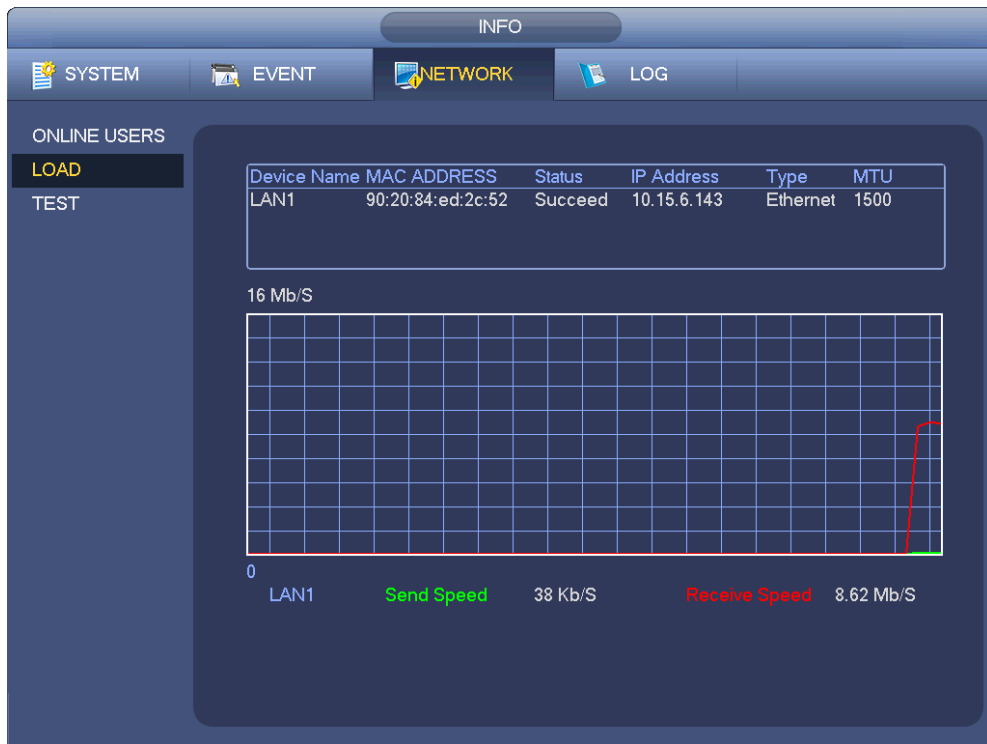 INFO
SYSTEM EVENT NETWORK LOG
ONLINE USERS
LOAD
TEST
Device Name MAC ADDRESS Status IP Address Type MTU
LAN1 90:20:84:ed:2c:52 Succeed 10.15.6.143 Ethernet 1500
16 Mb/S
0
LAN1 Send Speed 38 Kb/S Receive Speed 8.62 Mb/S